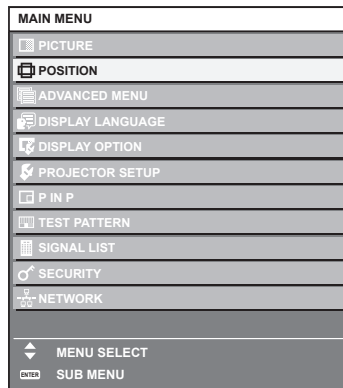 MAIN MENU
PICTURE
POSITION
ADVANCED MENU
DISPLAY LANGUAGE
DISPLAY OPTION
PROJECTOR SETUP
P IN P
TEST PATTERN
SIGNAL LIST
SECURITY
NETWORK
MENU SELECT
ENTER SUB MENU